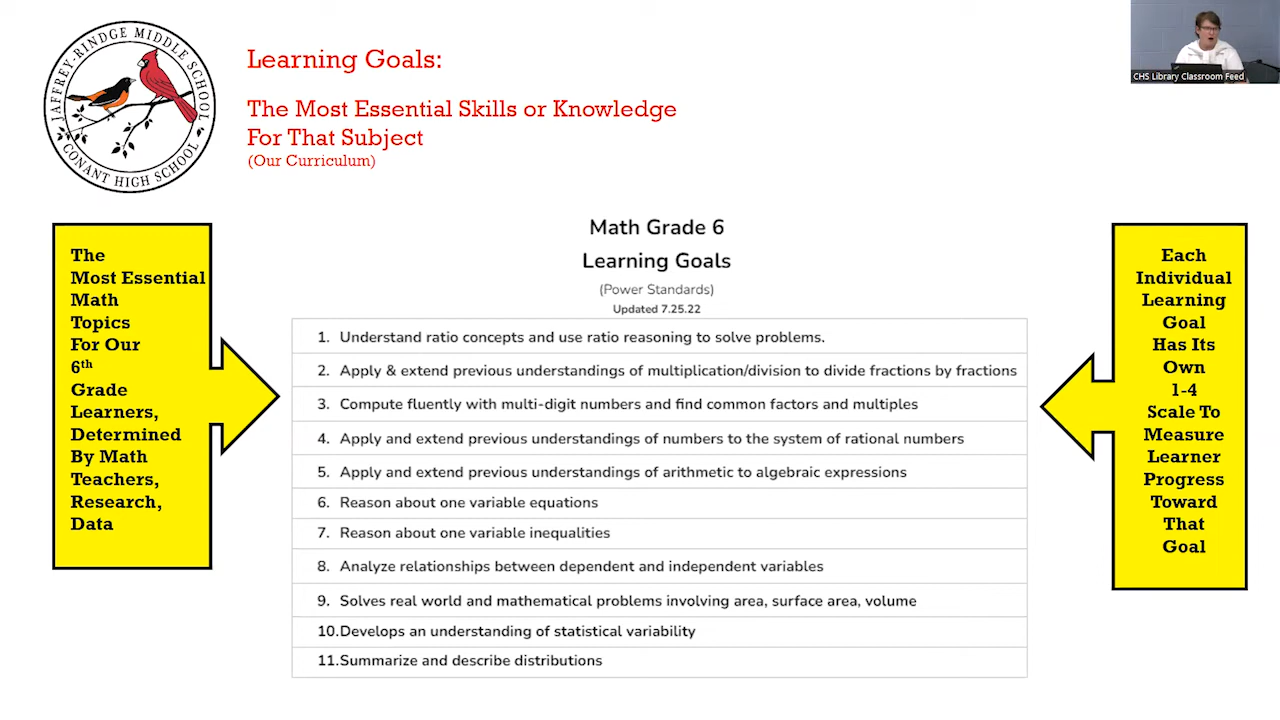 JAFFREY-RINDGE MIDDLE SCHOOL
CONANT HIGH SCHOOL
Learning Goals:
The Most Essential Skills or Knowledge
For That Subject
(Our Curriculum)
CHS Library Classroom Feed
The
Most Essential
Math
Topics
For Our
6th
Grade
Learners,
Determined
By Math
Teachers,
Research,
Data
Math Grade 6
Learning Goals
(Power Standards)
Updated 7.25.22
1. Understand ratio concepts and use ratio reasoning to solve problems.
2. Apply & extend previous understandings of multiplication/division to divide fractions by fractions
3. Compute fluently with multi-digit numbers and find common factors and multiples
4. Apply and extend previous understandings of numbers to the system of rational numbers
5. Apply and extend previous understandings of arithmetic to algebraic expressions
6. Reason about one variable equations
7. Reason about one variable inequalities
8. Analyze relationships between dependent and independent variables
9. Solves real world and mathematical problems involving area, surface area, volume
10.Develops an understanding of statistical variability
11.Summarize and describe distributions
Each
Individual
Learning
Goal
Has Its
Own
1-4
Scale To
Measure
Learner
Progress
Toward
That
Goal